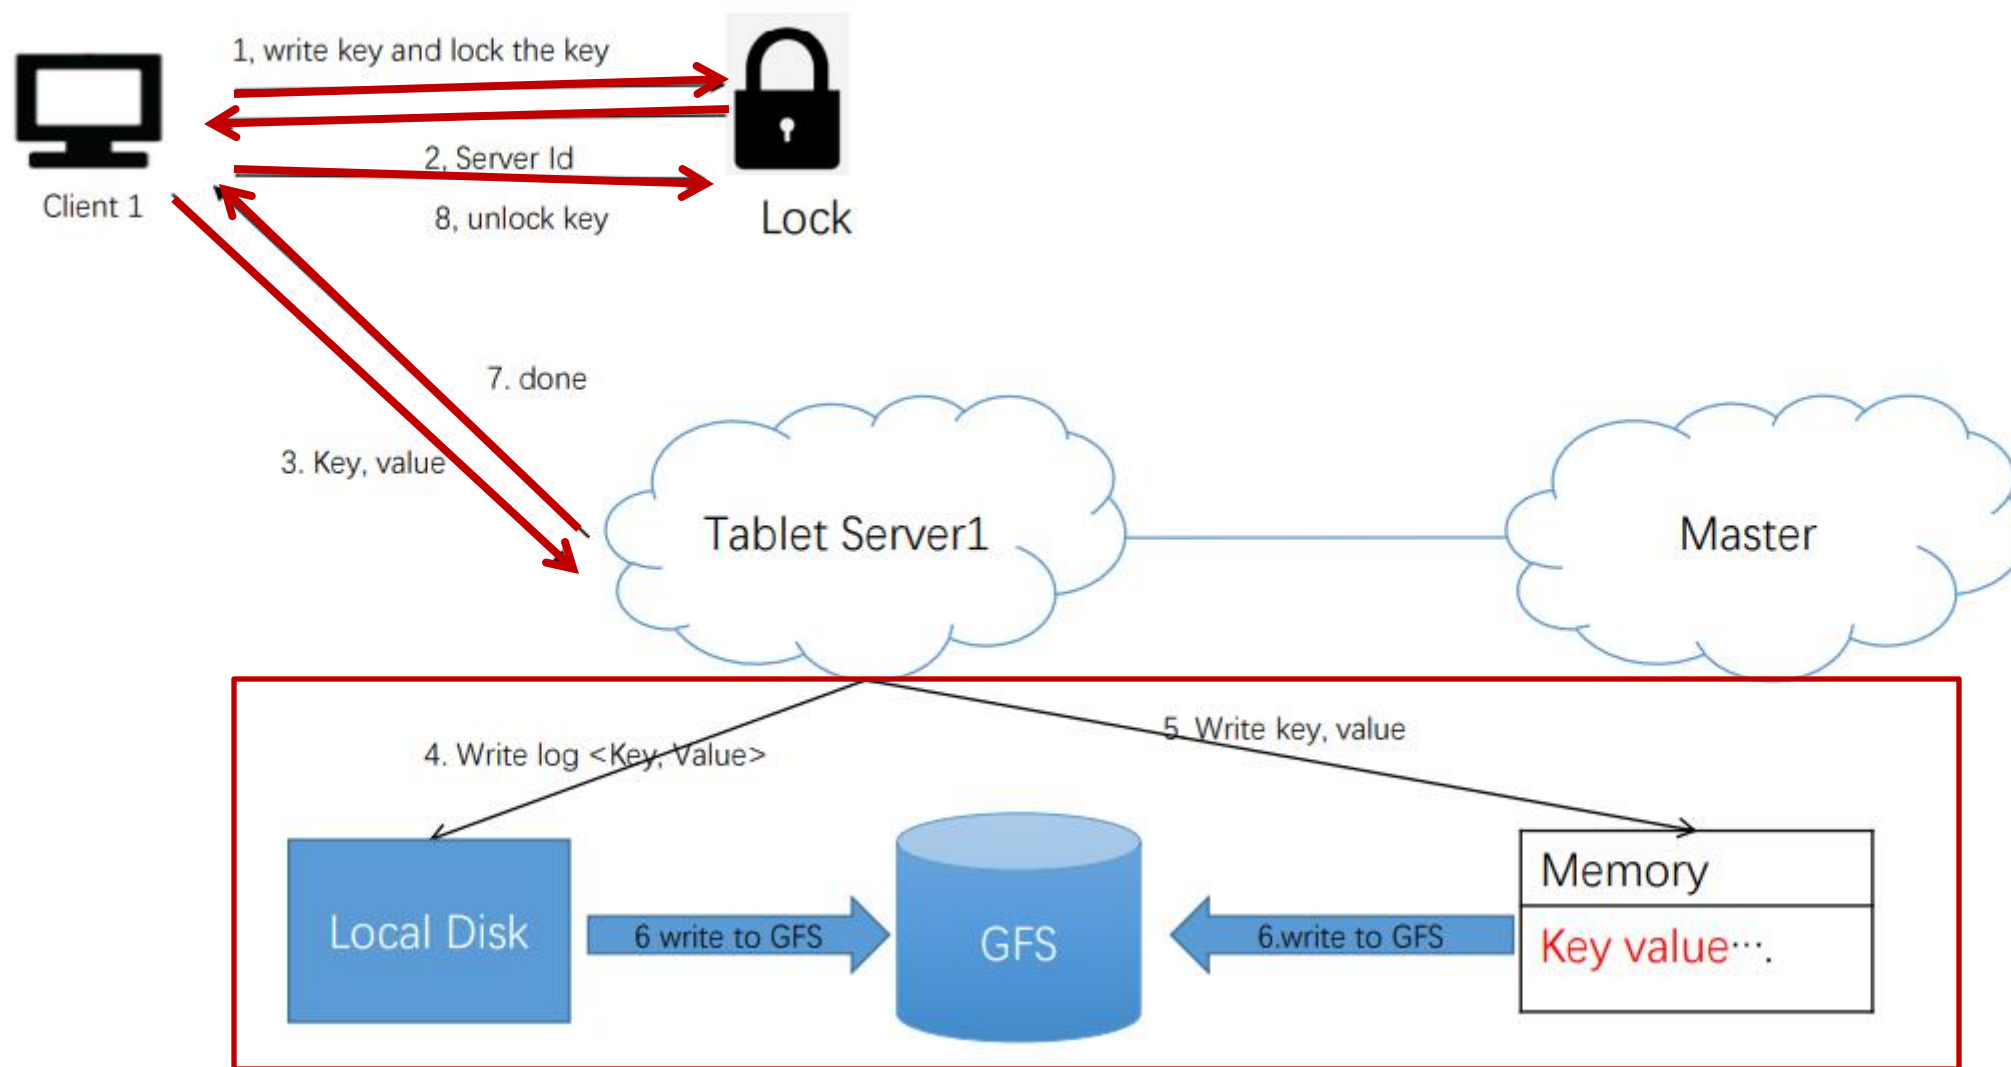 1, write key and lock the key
2, Server Id
Client 1
8, unlock key
Lock
7. done
3. Key, value
Tablet Server1
Master
5. Write key, value
4. Write log <Key, Value>
Memory
Local Disk
6 write to GFS
GFS
6.write to GFS
Key value….